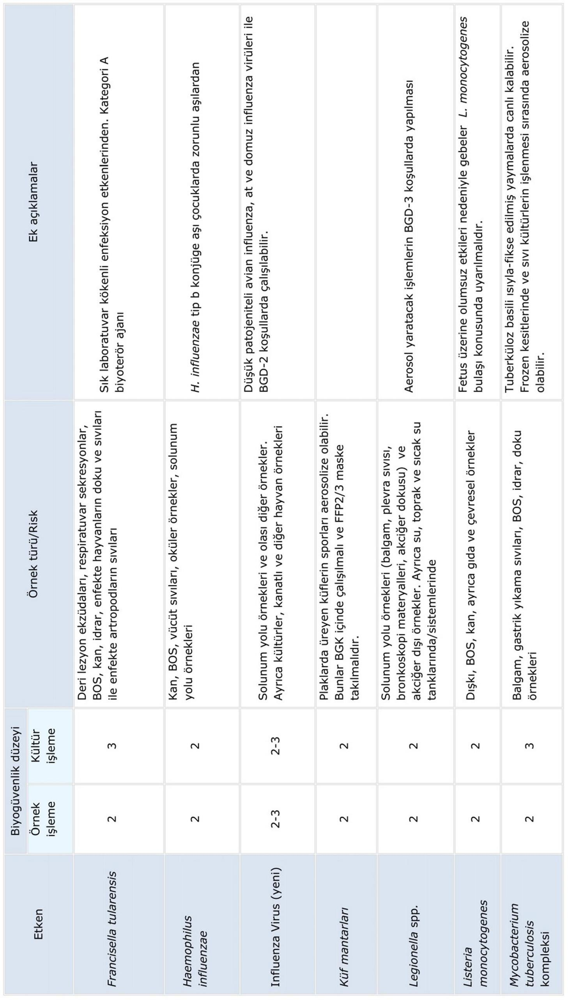 Etken
Biyogüvenlik düzeyi
Örnek
işleme
Kültür
işleme
Örnek türü/Risk
Ek açıklamalar
Francisella tularensis
2
3
Deri lezyon ekzüdaları, respiratuvar sekresyonlar,
BOS, kan, idrar, enfekte hayvanların doku ve sıvıları
ile enfekte artropodların sıvıları
Sık laboratuvar kökenli enfeksiyon etkenlerinden. Kategori A
biyoterör ajanı
Haemophilus
influenzae
2
2
Kan, BOS, vücüt sıvıları, oküler örnekler, solunum
yolu örnekleri
H. influenzae tip b konjüge aşı çocuklarda zorunlu aşılardan
Influenza Virus (yeni)
2-3
2-3
Solunum yolu örnekleri ve olası diğer örnekler.
Ayrıca kültürler, kanatlı ve diğer hayvan örnekleri
Düşük patojeniteli avian influenza, at ve domuz influenza virüleri ile
BGD-2 koşullarda çalışılabilir.
Küf mantarları
2
2
Plaklarda üreyen küflerin sporları aerosolize olabilir.
Bunlar BGK içinde çalışılmalı ve FFP2/3 maske
takılmalıdır.
Legionella spp.
2
2
Solunum yolu örnekleri (balgam, plevra sıvısı,
bronkoskopi materyalleri, akciğer dokusu) ve
akciğer dışı örnekler. Ayrıca su, toprak ve sıcak su
tanklarında/sistemlerinde
Aerosol yaratacak işlemlerin BGD-3 koşullarda yapılması
Listeria
monocytogenes
2
2
Dışkı, BOS, kan, ayrıca gıda ve çevresel örnekler
Fetus üzerine olumsuz etkileri nedeniyle gebeler L. monocytogenes
bulaşı konusunda uyarılmalıdır.
Mycobacterium
tuberculosis
kompleksi
2
3
Balgam, gastrik yıkama sıvıları, BOS, idrar, doku
örnekleri
Tuberküloz basili ısıyla-fikse edilmiş yaymalarda canlı kalabilir.
Frozen kesitlerinde ve sıvı kültürlerin işlenmesi sırasında aerosolize
olabilir.